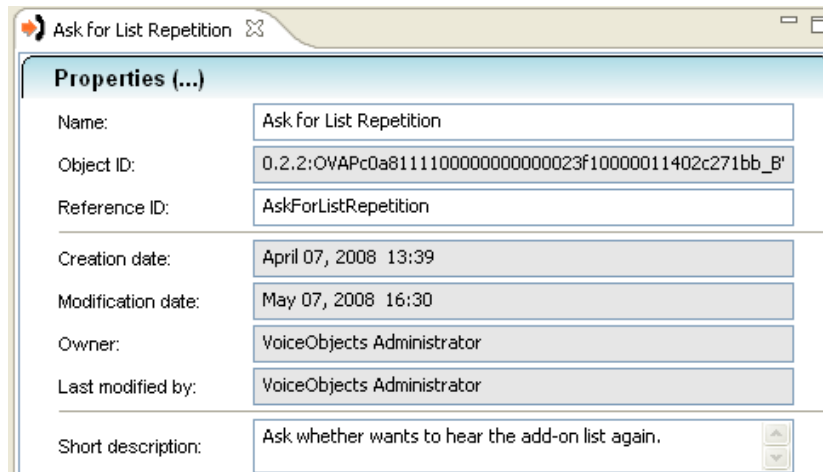 Ask for List Repetition
Properties (...)
Name: Ask for List Repetition
Object ID: 0.2.2:OVAPc0a8111100000000000023f10000011402c271bb_B'
Reference ID: AskForListRepetition
Creation date: April 07, 2008 13:39
Modification date: May 07, 2008 16:30
Owner: VoiceObjects Administrator
Last modified by: VoiceObjects Administrator
Short description: Ask whether wants to hear the add-on list again.